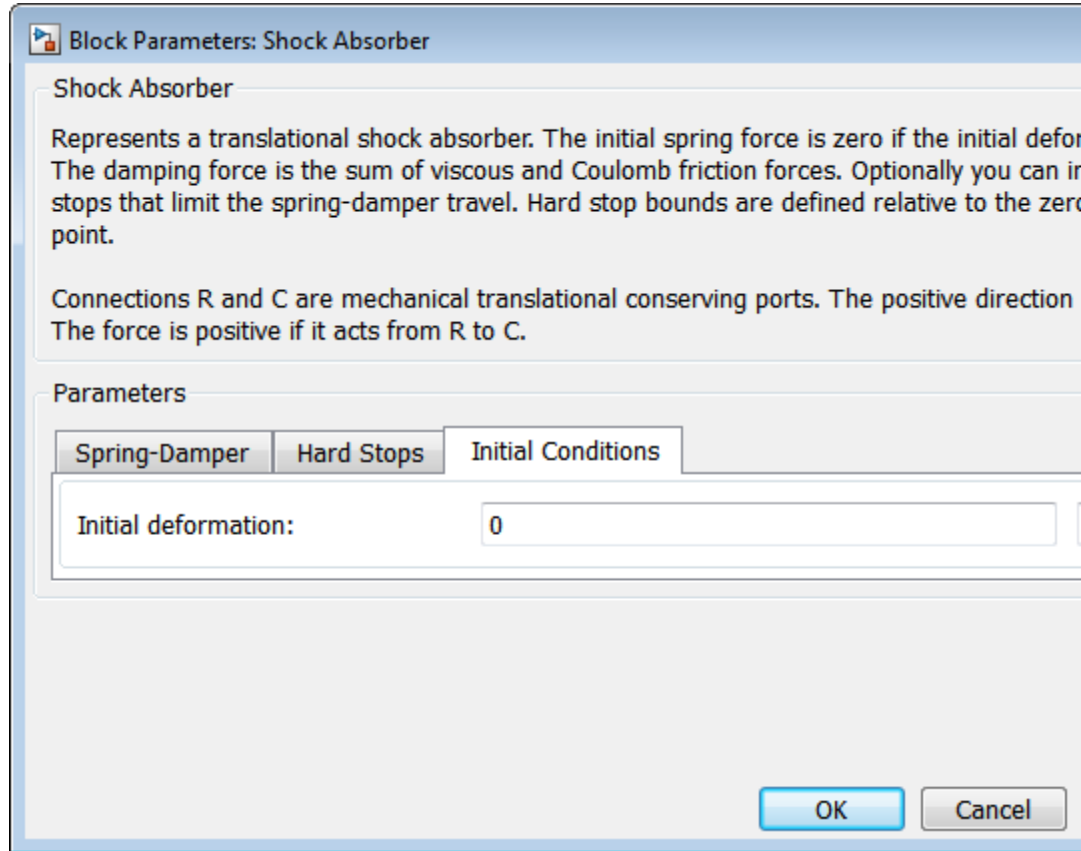 Block Parameters: Shock Absorber
Shock Absorber
Represents a translational shock absorber. The initial spring force is zero if the initial
The damping force is the sum of viscous and Coulomb friction forces. Optionally you can
stops that limit the spring-damper travel. Hard stop bounds are defined relative to the
point.
Connections R and C are mechanical translational conserving ports. The positive direction
The force is positive if it acts from R to C.
Parameters
Spring-Damper Hard Stops Initial Conditions
Initial deformation: 0
OK Cancel